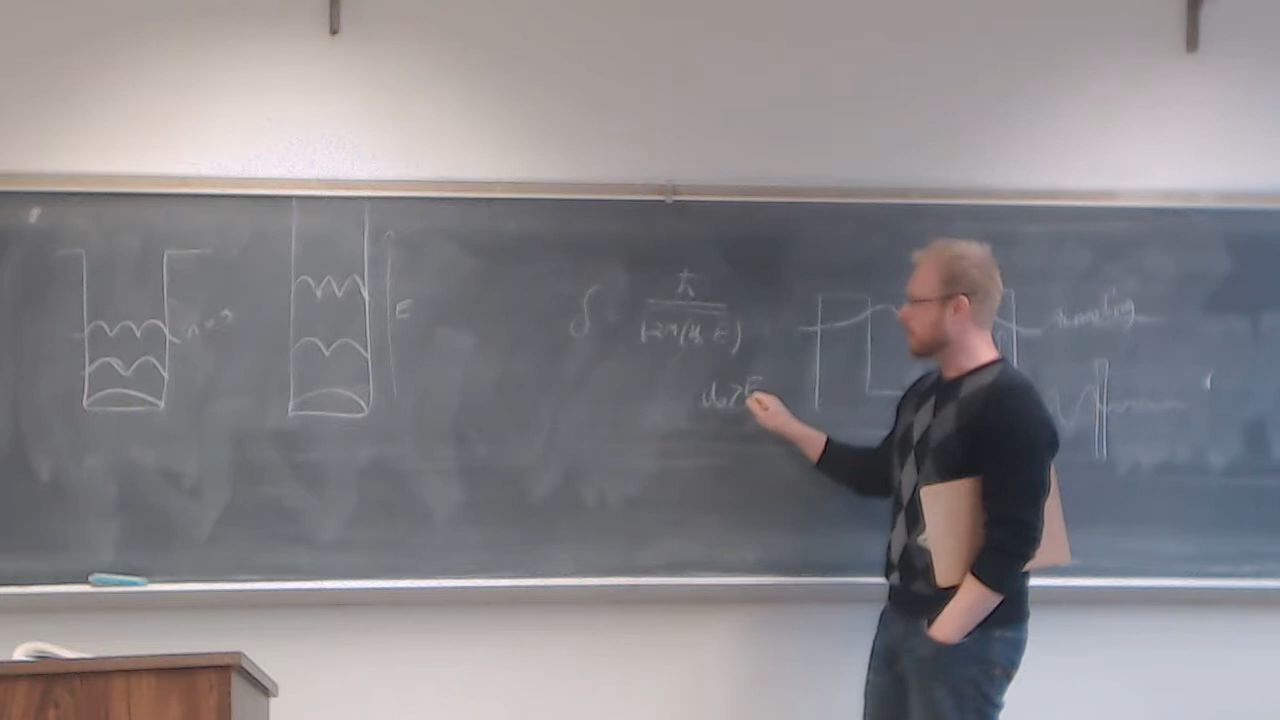 n = 3
E
δ ħ
√2m(U₀-E)
U₀>E
tunneling